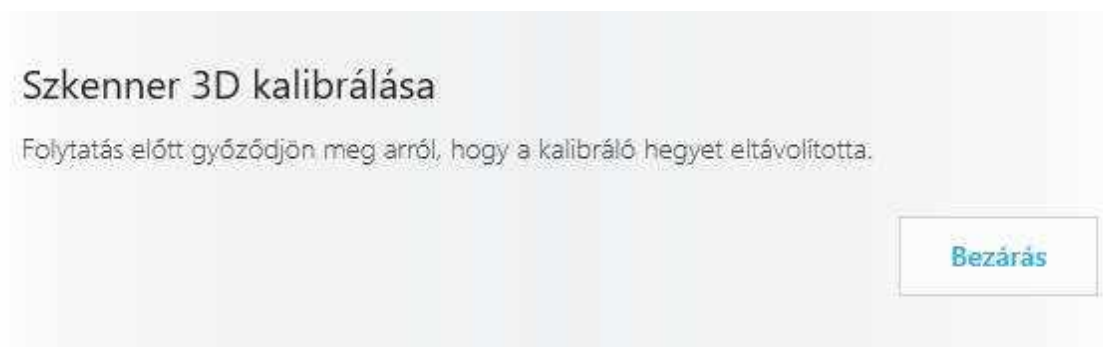 Szkenner 3D kalibrálása
Folytatás előtt győződjön meg arról, hogy a kalibráló hegyet eltávolította.
Bezárás